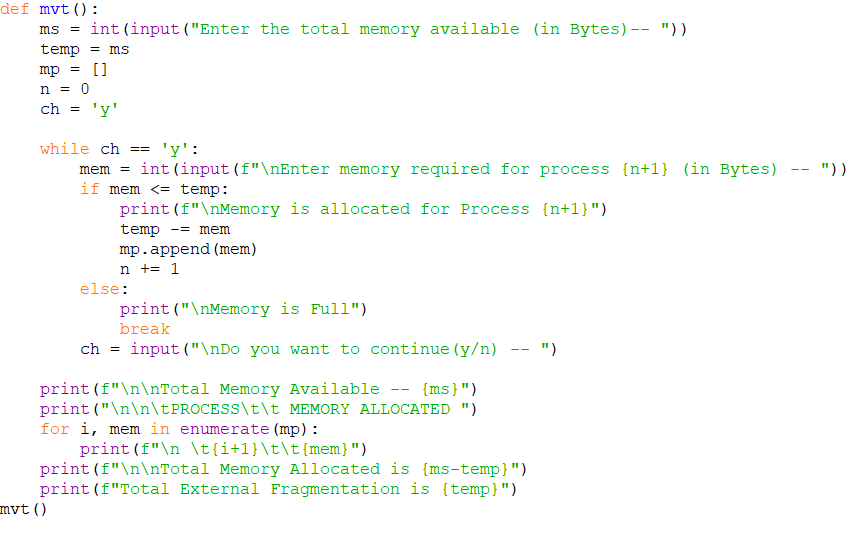 def mvt():
    ms = int(input("Enter the total memory available (in Bytes)-- "))
    temp = ms
    mp = []
    n = 0
    ch = 'y'

    while ch == 'y':
        mem = int(input(f"\nEnter memory required for process {n+1} (in Bytes) -- "))
        if mem <= temp:
            print(f"\nMemory is allocated for Process {n+1}")
            temp -= mem
            mp.append(mem)
            n += 1
        else:
            print("\nMemory is Full")
            break
        ch = input("\nDo you want to continue(y/n) -- ")

    print(f"\n\nTotal Memory Available -- {ms}")
    print("\n\n\tPROCESS\t\t MEMORY ALLOCATED ")
    for i, mem in enumerate(mp):
        print(f"\n \t{i+1}\t\t{mem}")
    print(f"\n\nTotal Memory Allocated is {ms-temp}")
    print(f"Total External Fragmentation is {temp}")
mvt()